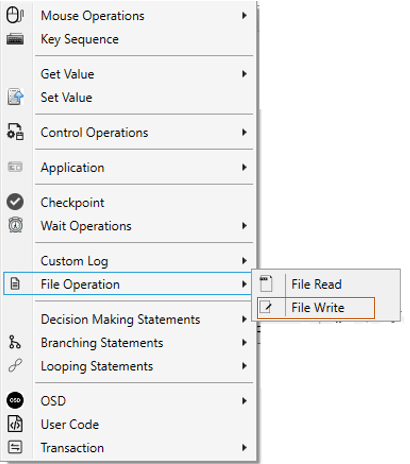 Mouse Operations
Key Sequence
Get Value
Set Value
Control Operations
Application
Checkpoint
Wait Operations
Custom Log
File Operation
File Read
File Write
Decision Making Statements
Branching Statements
Looping Statements
OSD
OSD
User Code
Transaction